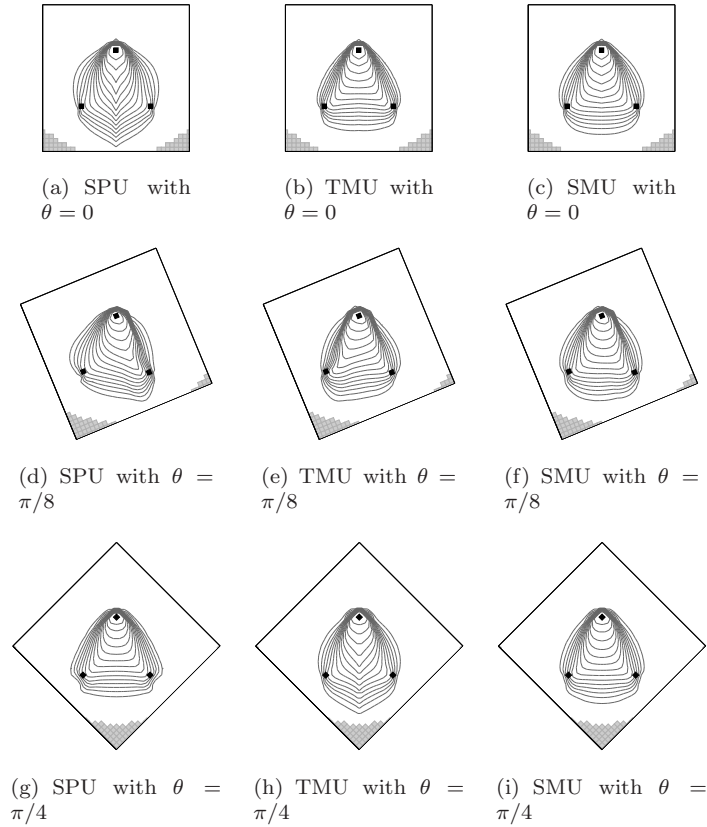 (a) SPU with
θ = 0
(b) TMU with
θ = 0
(c) SMU with
θ = 0
(d) SPU with θ =
π/8
(e) TMU with θ =
π/8
(f) SMU with θ =
π/8
(g) SPU with θ =
π/4
(h) TMU with θ =
π/4
(i) SMU with θ =
π/4